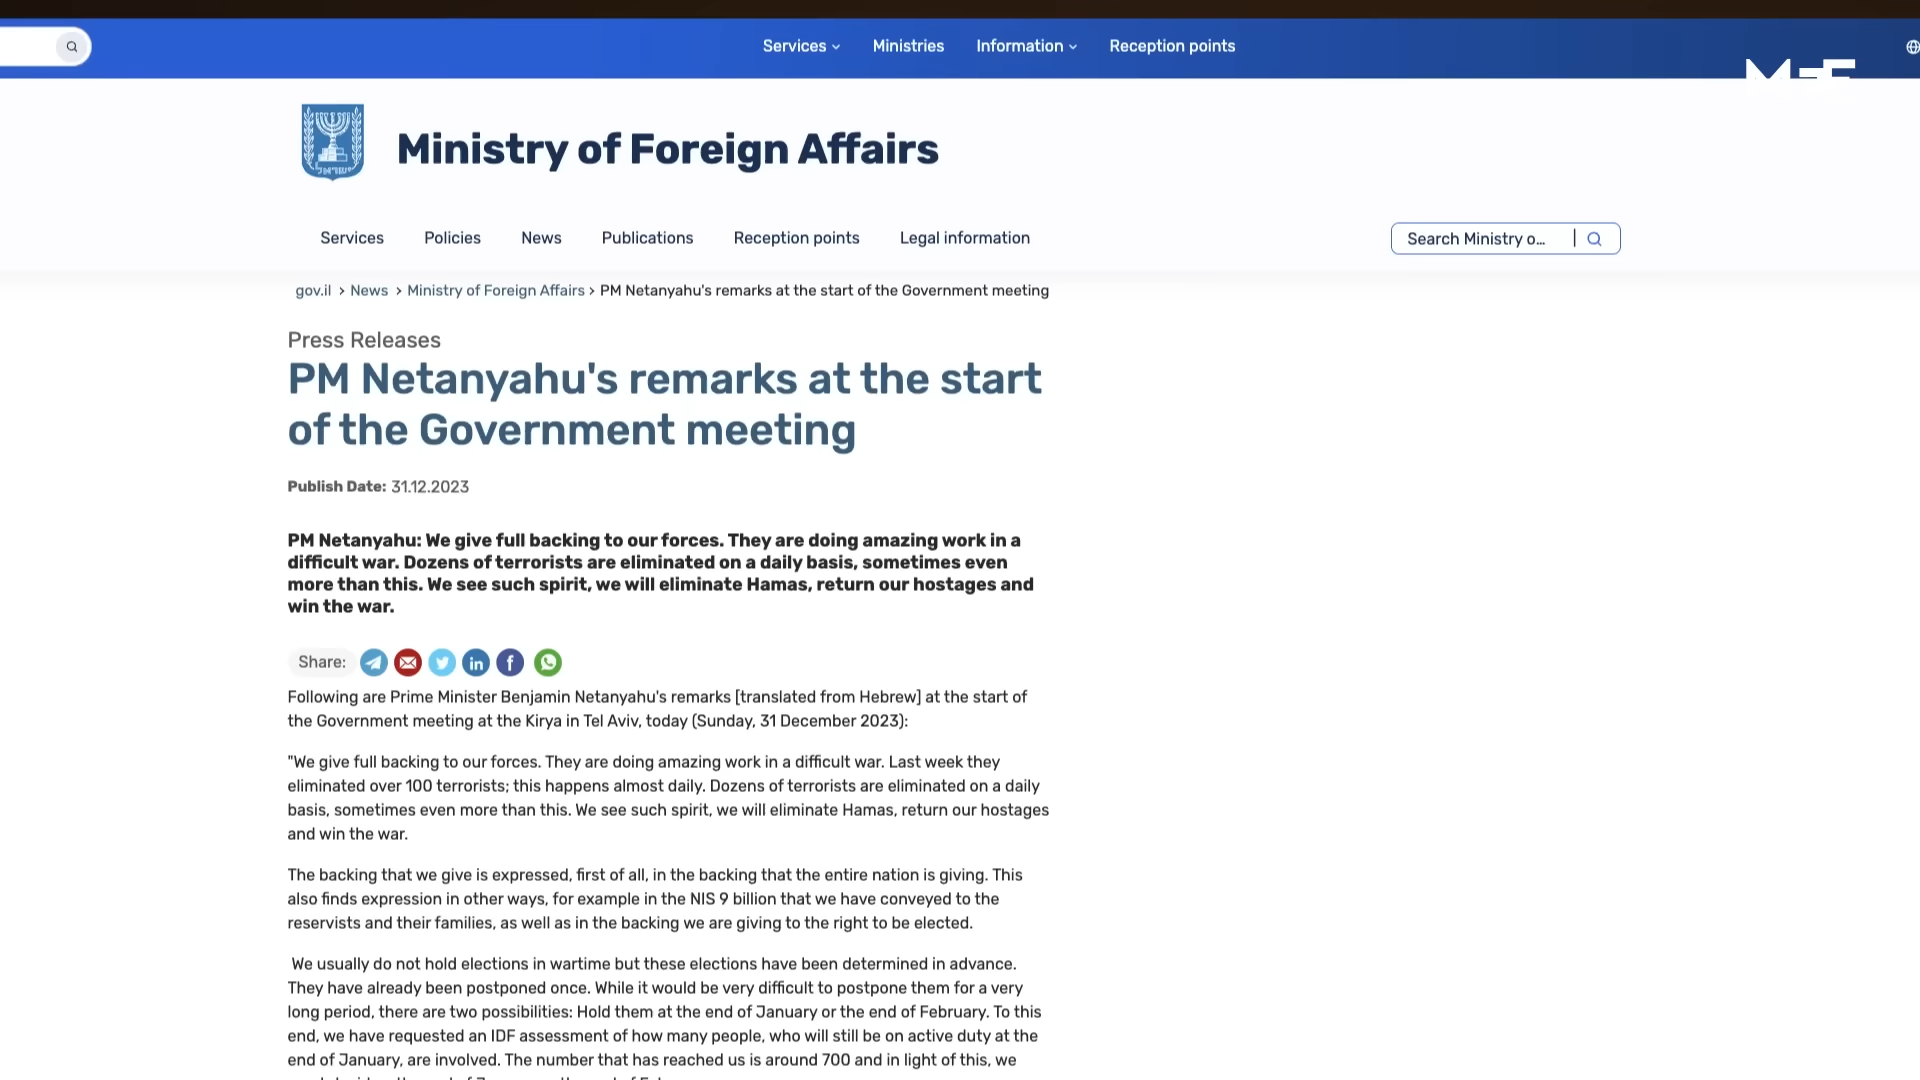 Services
Ministries
Information
Reception points
Ministry of Foreign Affairs
Services
Policies
News
Publications
Reception points
Legal information
Search Ministry o...
gov.il > News > Ministry of Foreign Affairs > PM Netanyahu's remarks at the start of the Government meeting
Press Releases
PM Netanyahu's remarks at the start
of the Government meeting
Publish Date: 31.12.2023
PM Netanyahu: We give full backing to our forces. They are doing amazing work in a
difficult war. Dozens of terrorists are eliminated on a daily basis, sometimes even
more than this. We see such spirit, we will eliminate Hamas, return our hostages and
win the war.
Share:
Following are Prime Minister Benjamin Netanyahu's remarks [translated from Hebrew] at the start of
the Government meeting at the Kirya in Tel Aviv, today (Sunday, 31 December 2023):
"We give full backing to our forces. They are doing amazing work in a difficult war. Last week they
eliminated over 100 terrorists; this happens almost daily. Dozens of terrorists are eliminated on a daily
basis, sometimes even more than this. We see such spirit, we will eliminate Hamas, return our hostages
and win the war.
The backing that we give is expressed, first of all, in the backing that the entire nation is giving. This
also finds expression in other ways, for example in the NIS 9 billion that we have conveyed to the
reservists and their families, as well as in the backing we are giving to the right to be elected.
We usually do not hold elections in wartime but these elections have been determined in advance.
They have already been postponed once. While it would be very difficult to postpone them for a very
long period, there are two possibilities: Hold them at the end of January or the end of February. To this
end, we have requested an IDF assessment of how many people, who will still be on active duty at the
end of January, are involved. The number that has reached us is around 700 and in light of this, we